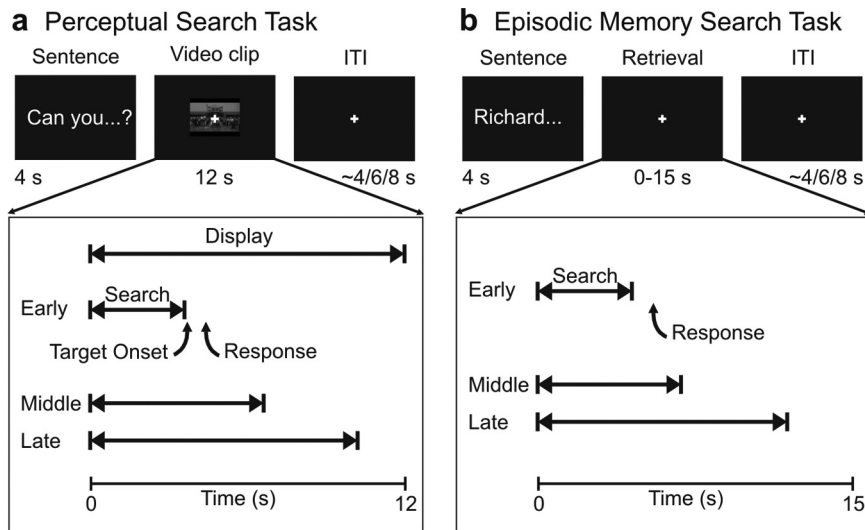 a Perceptual Search Task
Sentence Video clip ITI
Can you...?
4 s 12 s ~4/6/8 s
Display
Early Search
Target Onset Response
Middle
Late
0 Time (s) 12
b Episodic Memory Search Task
Sentence Retrieval ITI
Richard...
4 s 0-15 s ~4/6/8 s
Early Search
Response
Middle
Late
0 Time (s) 15